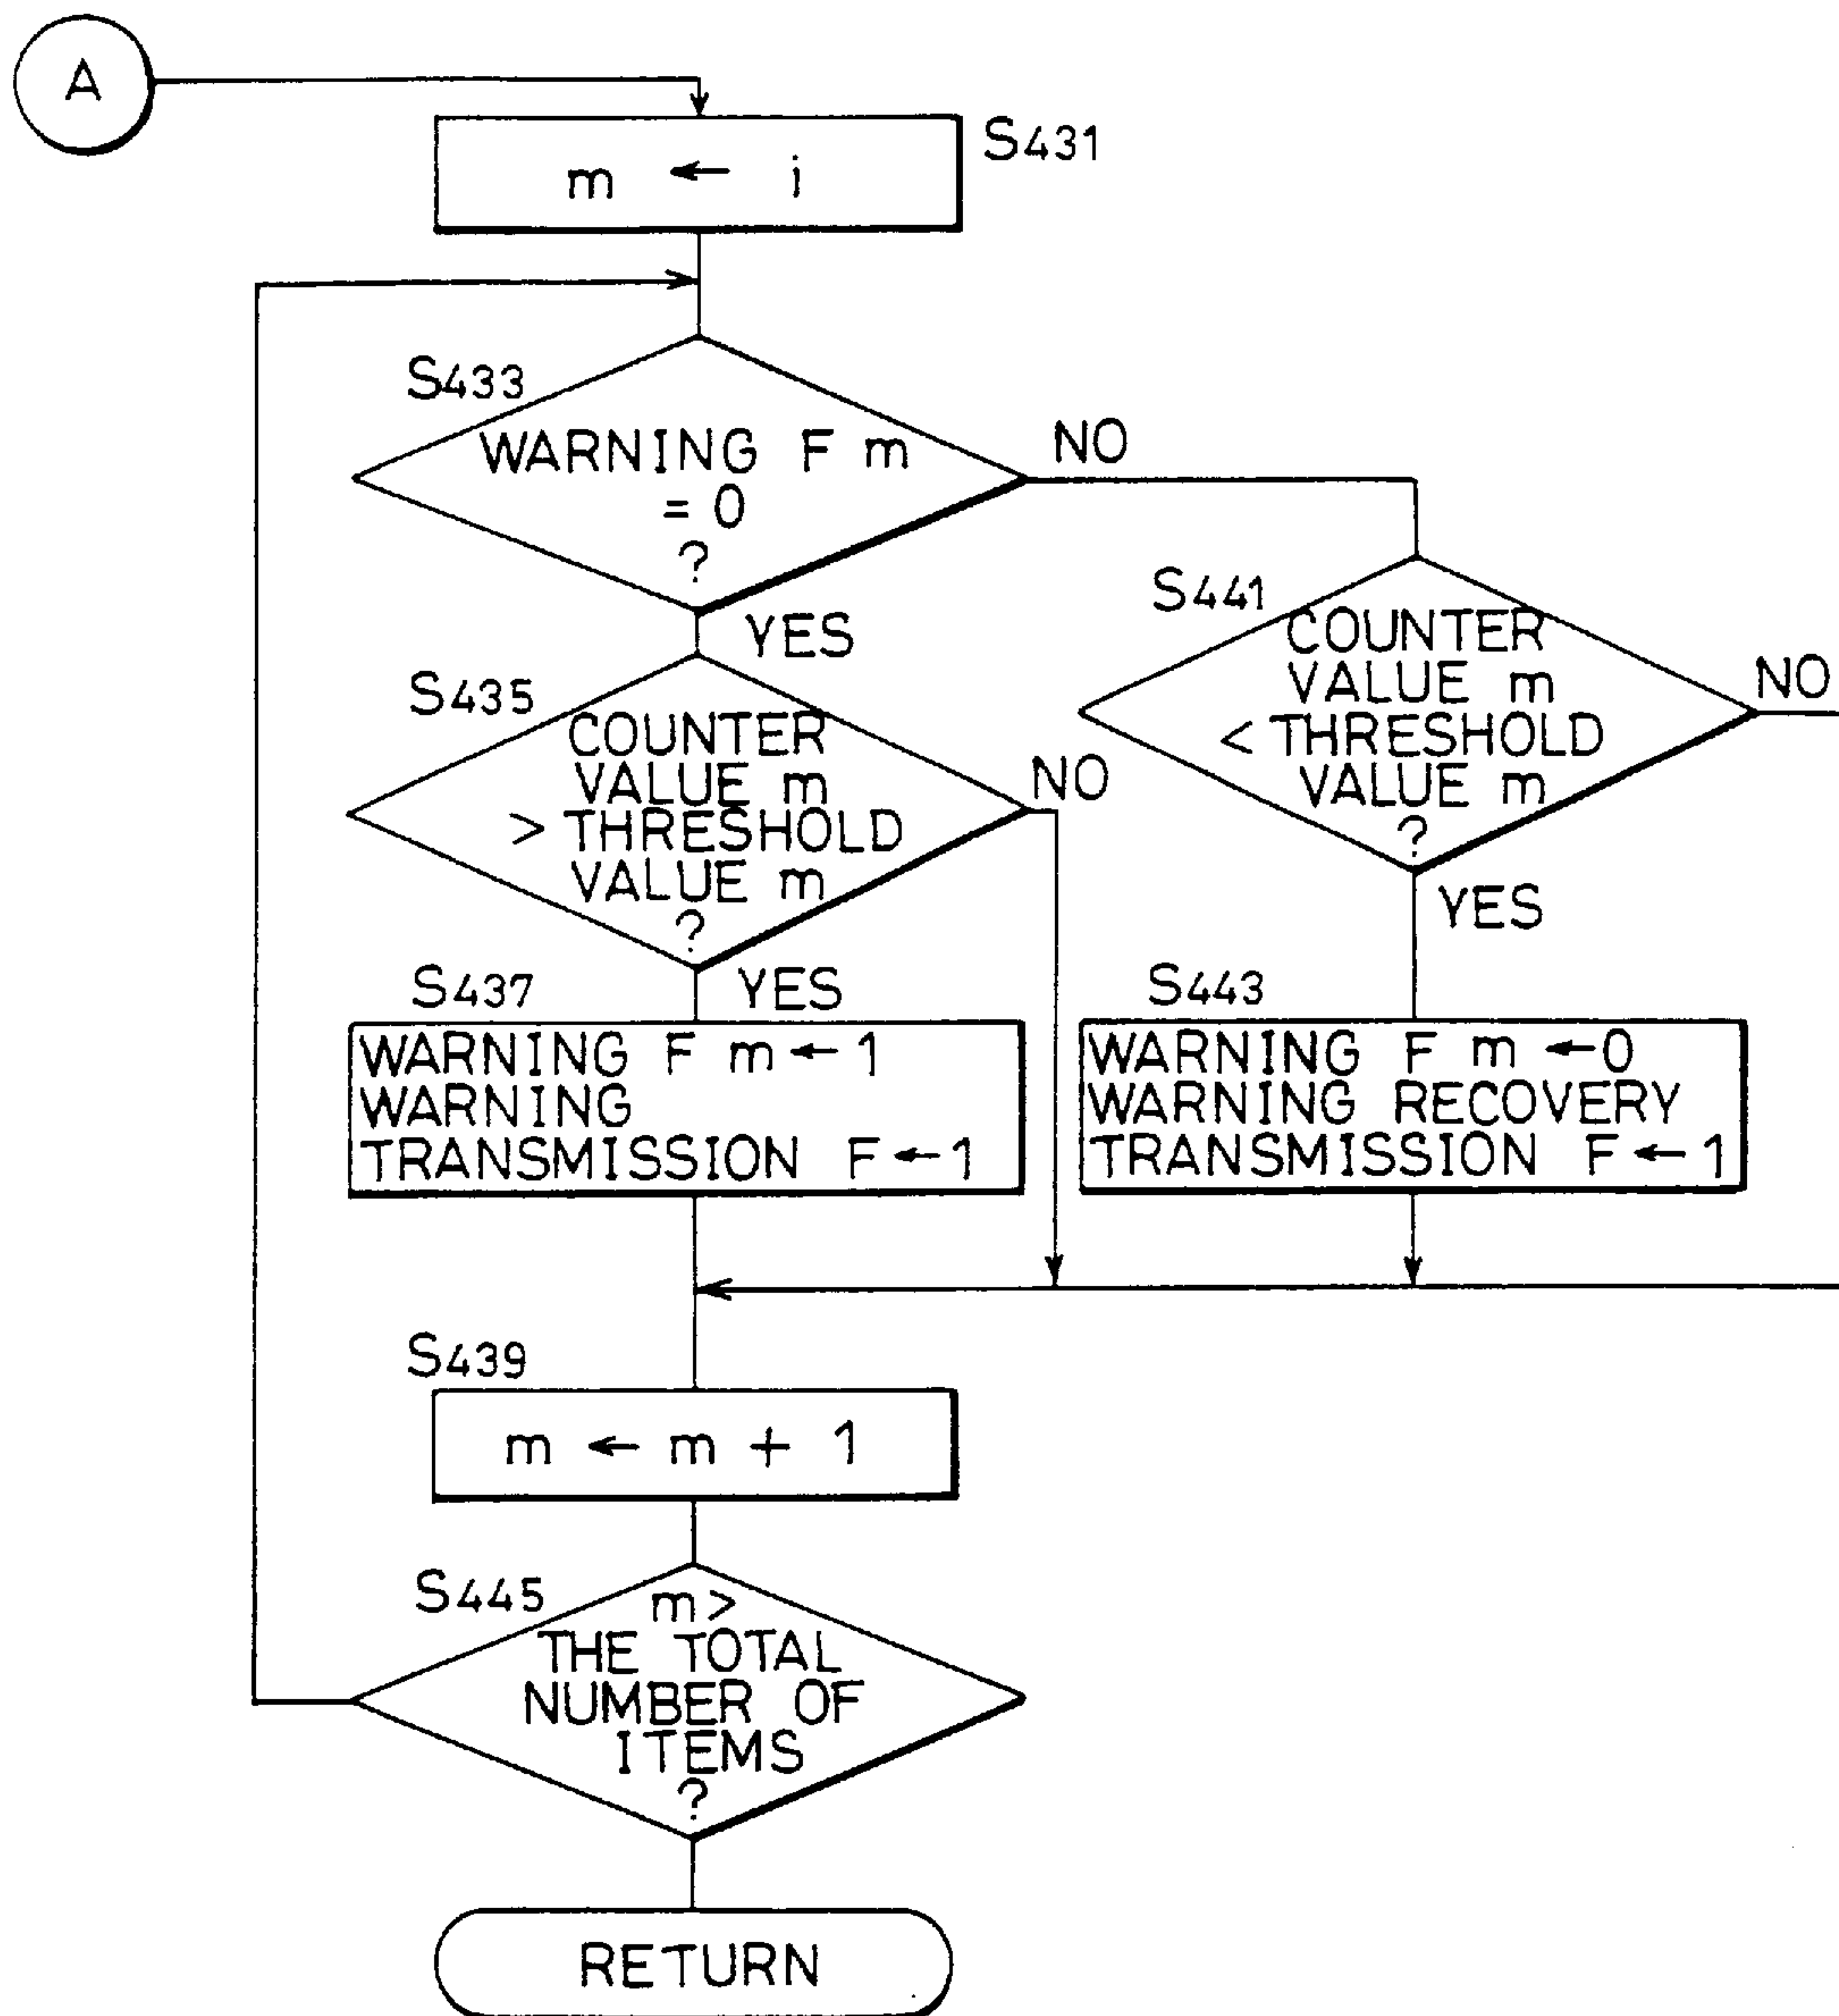 A
S431
m ← i
S433
WARNING F m
= 0
?
NO
YES
S441
COUNTER
VALUE m
< THRESHOLD
VALUE m
?
NO
YES
S435
COUNTER
VALUE m
> THRESHOLD
VALUE m
?
NO
YES
S437
WARNING F m ← 1
WARNING
TRANSMISSION F ← 1
S443
WARNING F m ← 0
WARNING RECOVERY
TRANSMISSION F ← 1
S439
m ← m + 1
S445
m >
THE TOTAL
NUMBER OF
ITEMS
?
RETURN